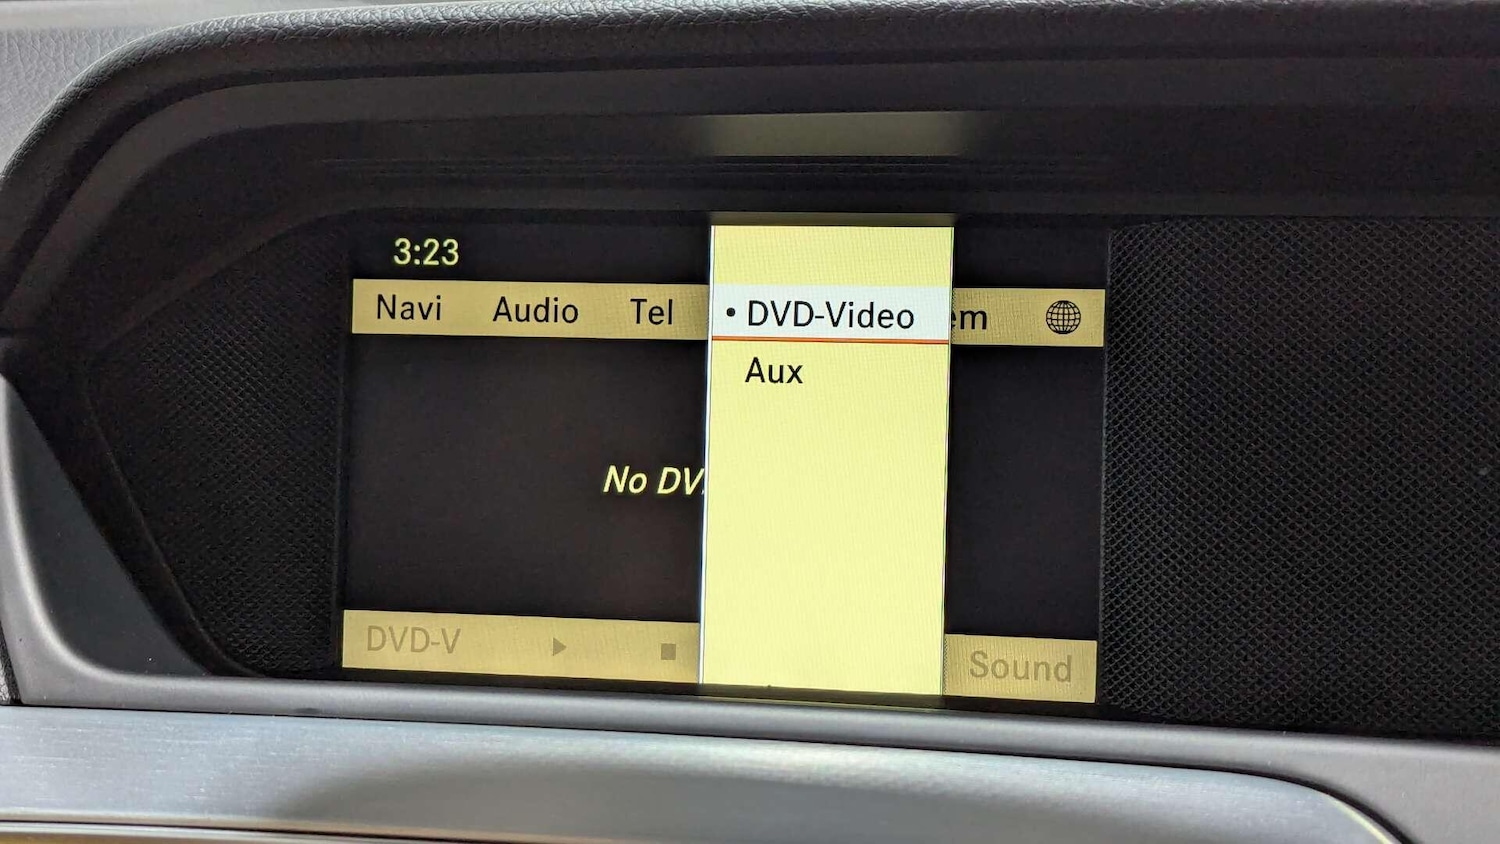 3:23
Navi Audio Tel em
• DVD-Video
Aux
No DV
DVD-V Sound